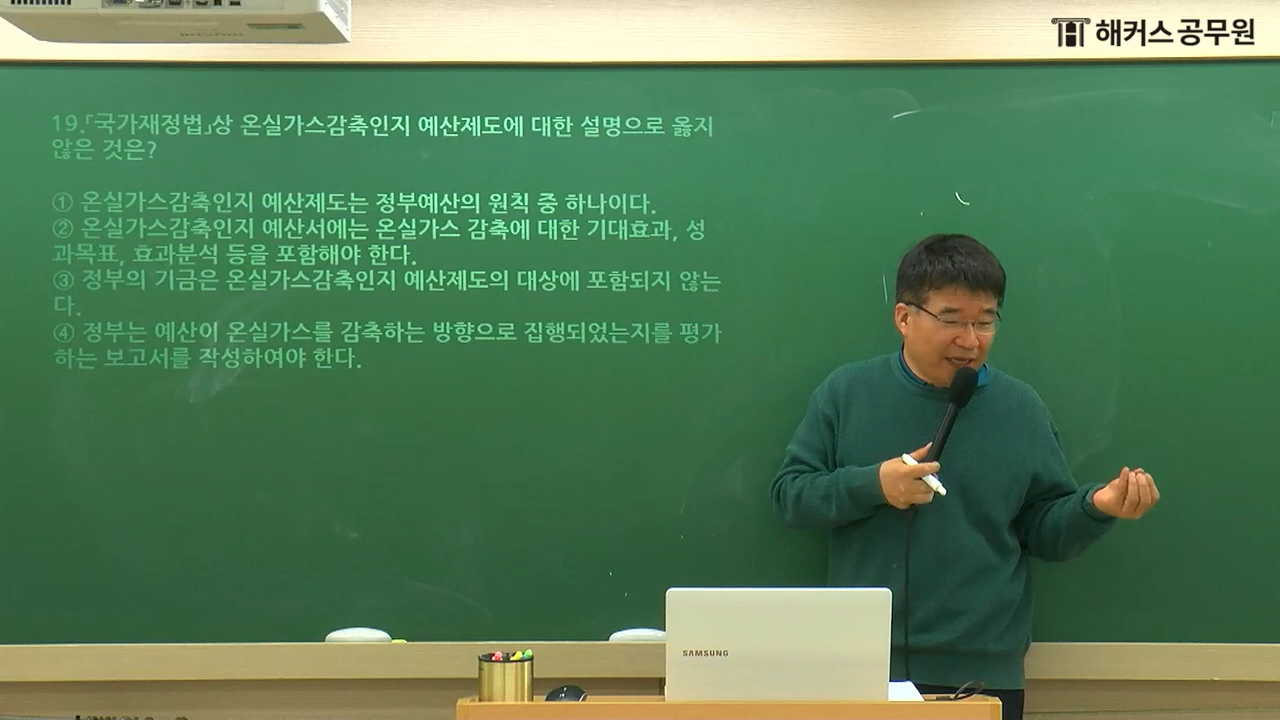 해커스공무원
19.「국가재정법」상 온실가스감축인지 예산제도에 대한 설명으로 옳지
않은 것은?
① 온실가스감축인지 예산제도는 정부예산의 원칙 중 하나이다.
② 온실가스감축인지 예산서에는 온실가스 감축에 대한 기대효과, 성
과목표, 효과분석 등을 포함해야 한다.
③ 정부의 기금은 온실가스감축인지 예산제도의 대상에 포함되지 않는
다.
④ 정부는 예산이 온실가스를 감축하는 방향으로 집행되었는지를 평가
하는 보고서를 작성하여야 한다.
SAMSUNG